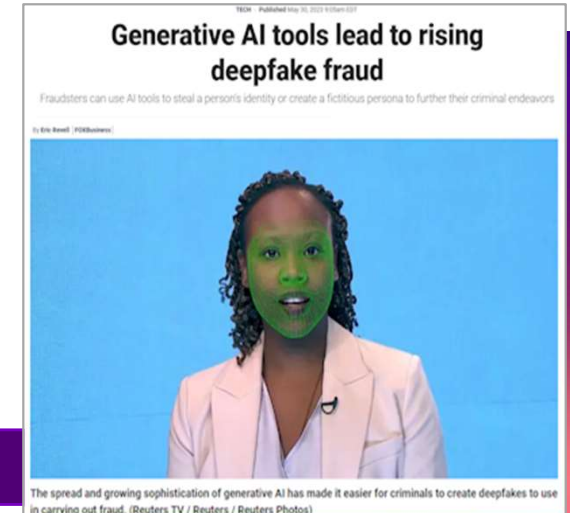 TECH Published May 30, 2023 9:05am EDT
Generative AI tools lead to rising
deepfake fraud
Fraudsters can use AI tools to steal a person's identity or create a fictitious persona to further their criminal endeavors
By Eric Revell FOXBusiness
The spread and growing sophistication of generative AI has made it easier for criminals to create deepfakes to use
in carrying out fraud. (Reuters TV / Reuters / Reuters Photos)